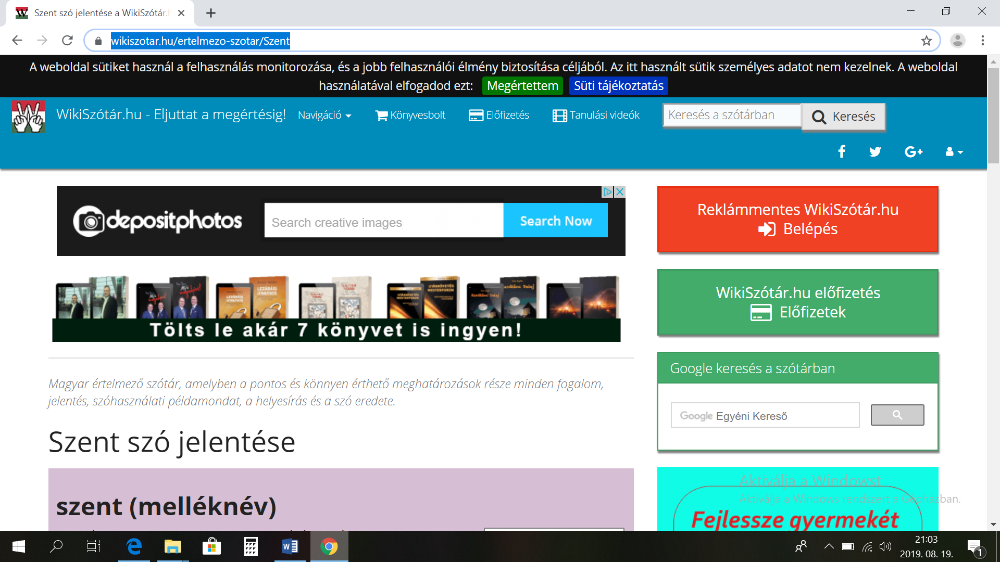 Szent szó jelentése a WikiSzótár.h
wikiszotar.hu/ertelmezo-szotar/Szent
A weboldal sütiket használ a felhasználás monitorozása, és a jobb felhasználói élmény biztosítása céljából. Az itt használt sütik személyes adatot nem kezelnek. A weboldal
használatával elfogadod ezt: Megértettem Süti tájékoztatás
WikiSzótár.hu - Eljuttat a megértésig! Navigáció Könyvesbolt Előfizetés Tanulási videók Keresés a szótárban Keresés
depositphotos Search creative images Search Now
Reklámmentes WikiSzótár.hu
Belépés
LEZÁRÁSI
ÚTMUTATÓ
Tölts le akár 7 könyvet is ingyen!
WikiSzótár.hu előfizetés
Előfizetek
Google keresés a szótárban
Google Egyéni Kereső
Magyar értelmező szótár, amelyben a pontos és könnyen érthető meghatározások része minden fogalom,
jelentés, szóhasználati példamondat, a helyesírás és a szó eredete.
Szent szó jelentése
szent (melléknév)
Aktiválja a Windowst
Aktiválja a Windows rendszert a Gépházban.
Fejlessze gyermekét
21:03
2019. 08. 19.
1